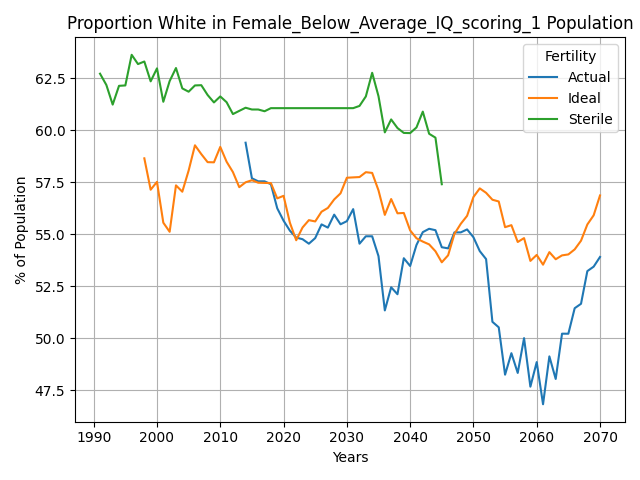 Proportion White in Female_Below_Average_IQ_scoring_1 Population
Fertility
Actual
Ideal
Sterile
% of Population
62.5
60.0
57.5
55.0
52.5
50.0
47.5
1990 2000 2010 2020 2030 2040 2050 2060 2070
Years